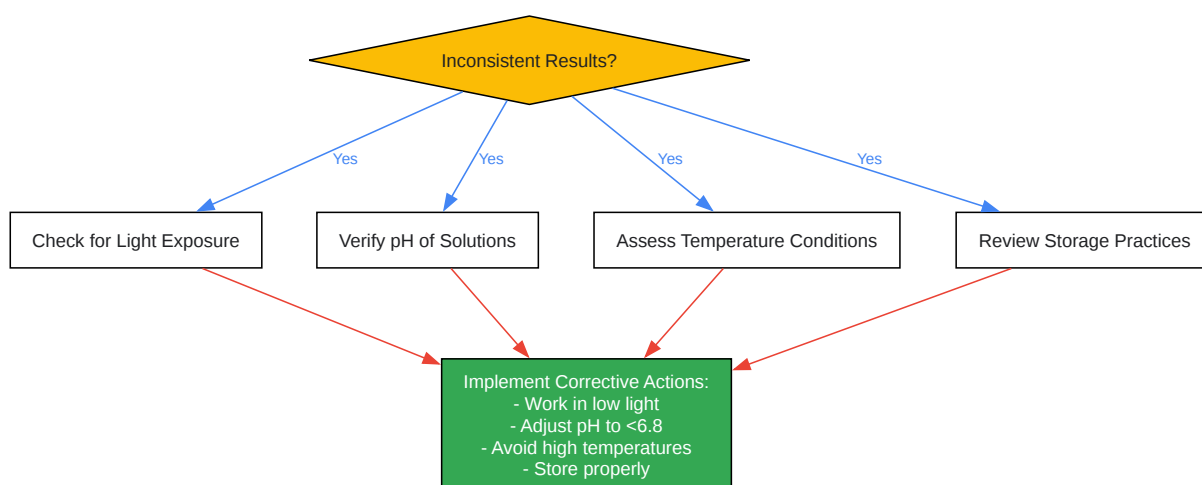 Inconsistent Results?
Yes
Yes
Yes
Yes
Check for Light Exposure
Verify pH of Solutions
Assess Temperature Conditions
Review Storage Practices
Implement Corrective Actions:
- Work in low light
- Adjust pH to <6.8
- Avoid high temperatures
- Store properly